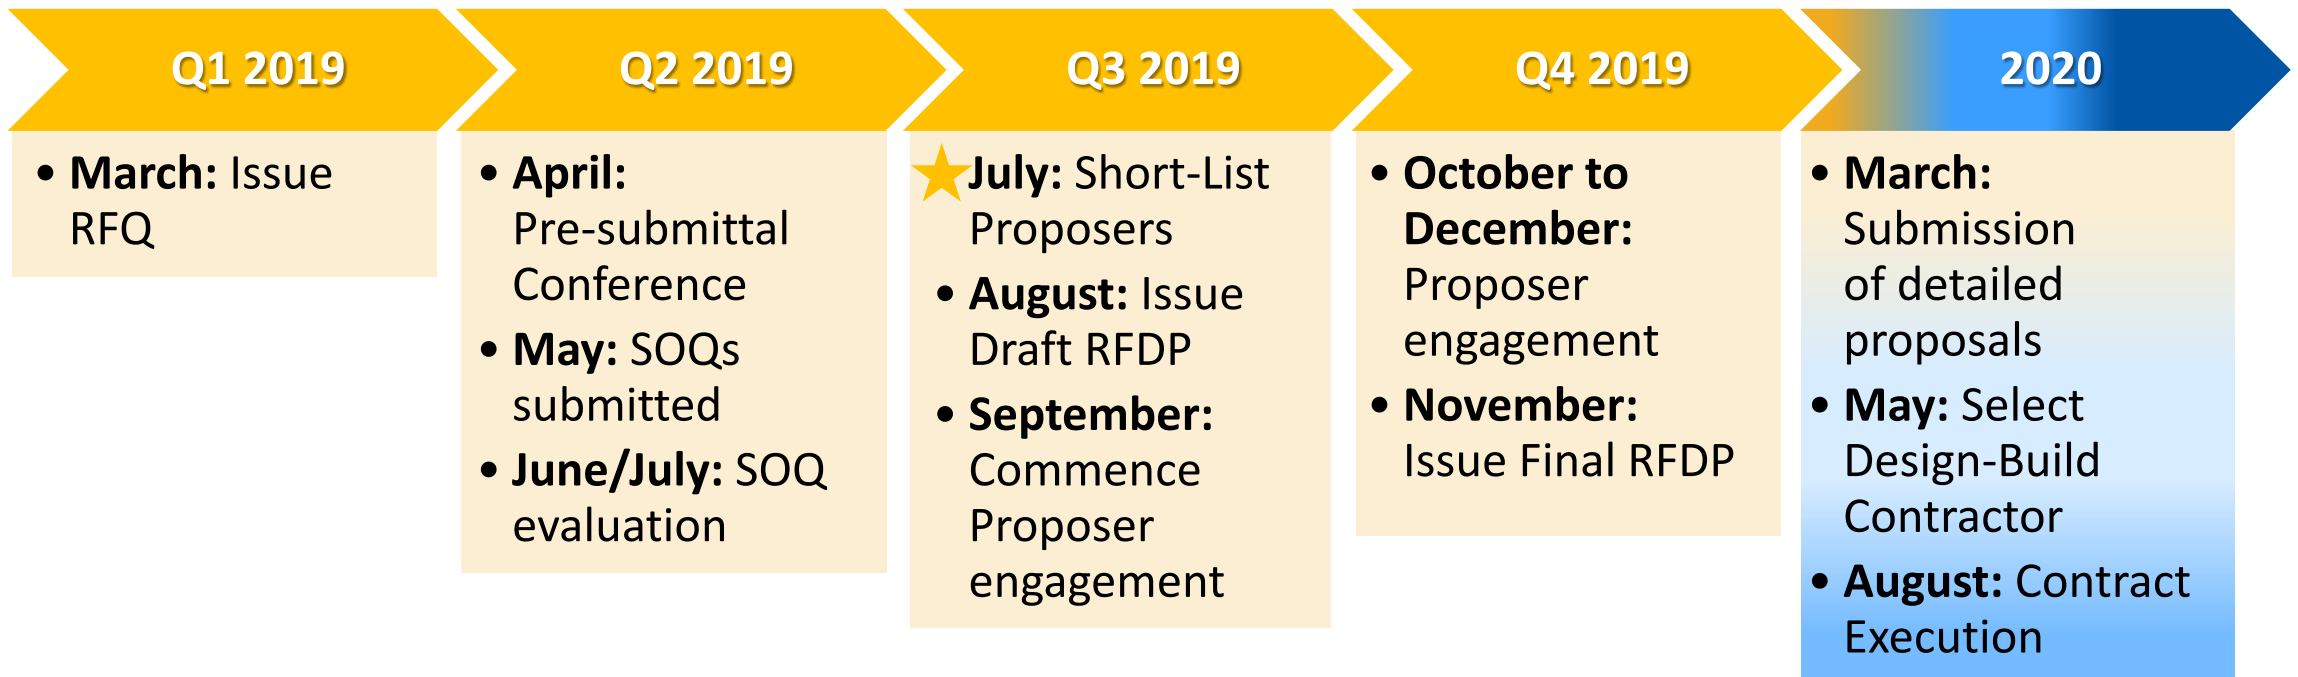 Q1 2019
• March: Issue
RFQ
Q2 2019
• April:
Pre-submittal
Conference
• May: SOQs
submitted
• June/July: SOQ
evaluation
Q3 2019
July: Short-List
Proposers
• August: Issue
Draft RFDP
• September:
Commence
Proposer
engagement
Q4 2019
• October to
December:
Proposer
engagement
• November:
Issue Final RFDP
2020
• March:
Submission
of detailed
proposals
• May: Select
Design-Build
Contractor
• August: Contract
Execution